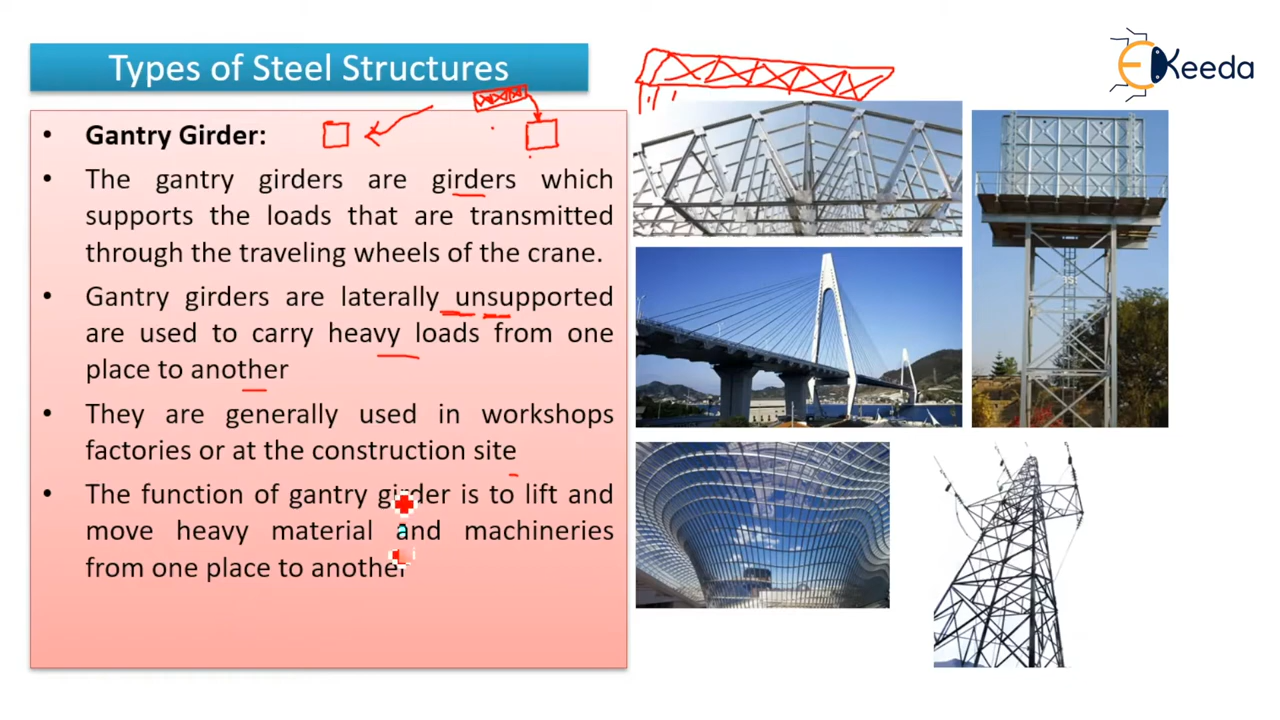 Types of Steel Structures
EKeeda
• Gantry Girder:
• The gantry girders are girders which
supports the loads that are transmitted
through the traveling wheels of the crane.
• Gantry girders are laterally unsupported
are used to carry heavy loads from one
place to another
• They are generally used in workshops
factories or at the construction site
• The function of gantry girder is to lift and
move heavy material and machineries
from one place to another